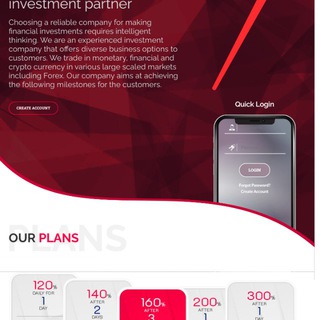 investment partner
Choosing a reliable company for making
financial investments requires intelligent
thinking. We are an experienced investment
company that offers diverse business options to
customers. We trade in monetary, financial and
crypto currency in various large scaled markets
including Forex. Our company aims at achieving
the following milestones for the customers.
CREATE ACCOUNT
Quick Login
LOGIN
Forgot Password?
Create Account
PLANS
OUR PLANS
120%
DAILY FOR
1
DAY
140%
AFTER
2
DAYS
160%
AFTER
3
200%
AFTER
1
300%
AFTER
1
DAY